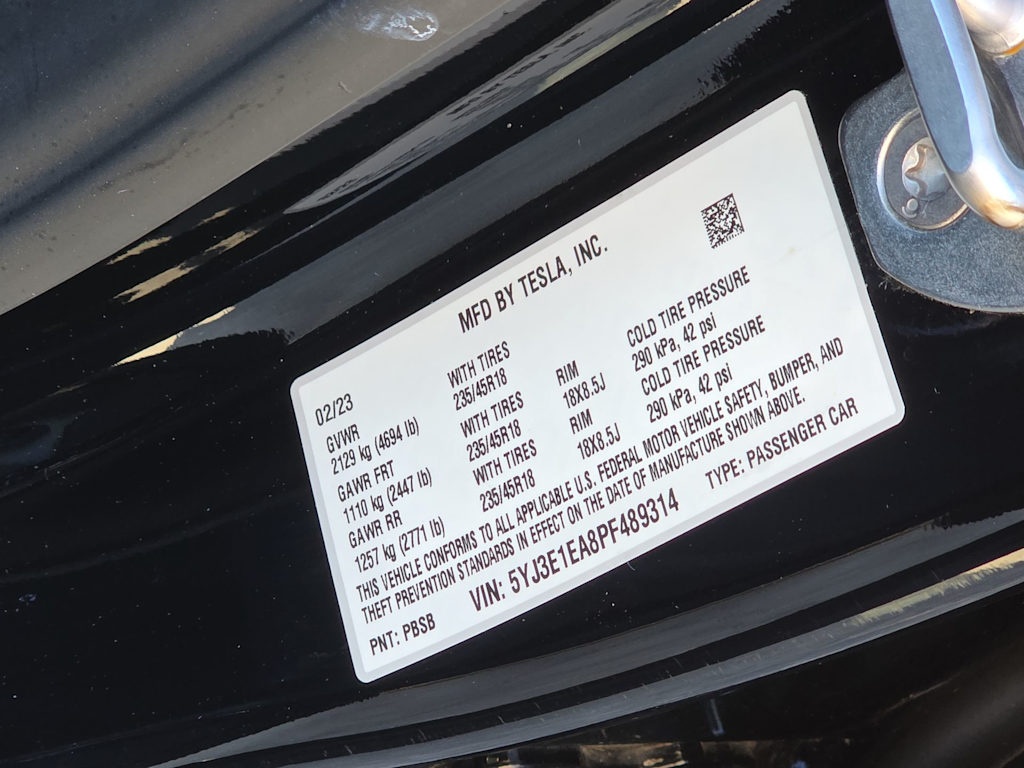 MFD BY TESLA, INC.
02/23
GVWR WITH TIRES RIM COLD TIRE PRESSURE
2129 kg (4694 lb) 235/45R18 18X8.5J 290 kPa, 42 psi
GAWR FRT WITH TIRES RIM COLD TIRE PRESSURE
1110 kg (2447 lb) 235/45R18 18X8.5J 290 kPa, 42 psi
GAWR RR WITH TIRES
1257 kg (2771 lb) 235/45R18
THIS VEHICLE CONFORMS TO ALL APPLICABLE U.S. FEDERAL MOTOR VEHICLE SAFETY, BUMPER, AND
THEFT PREVENTION STANDARDS IN EFFECT ON THE DATE OF MANUFACTURE SHOWN ABOVE.
PNT: PBSB VIN: 5YJ3E1EA8PF489314 TYPE: PASSENGER CAR